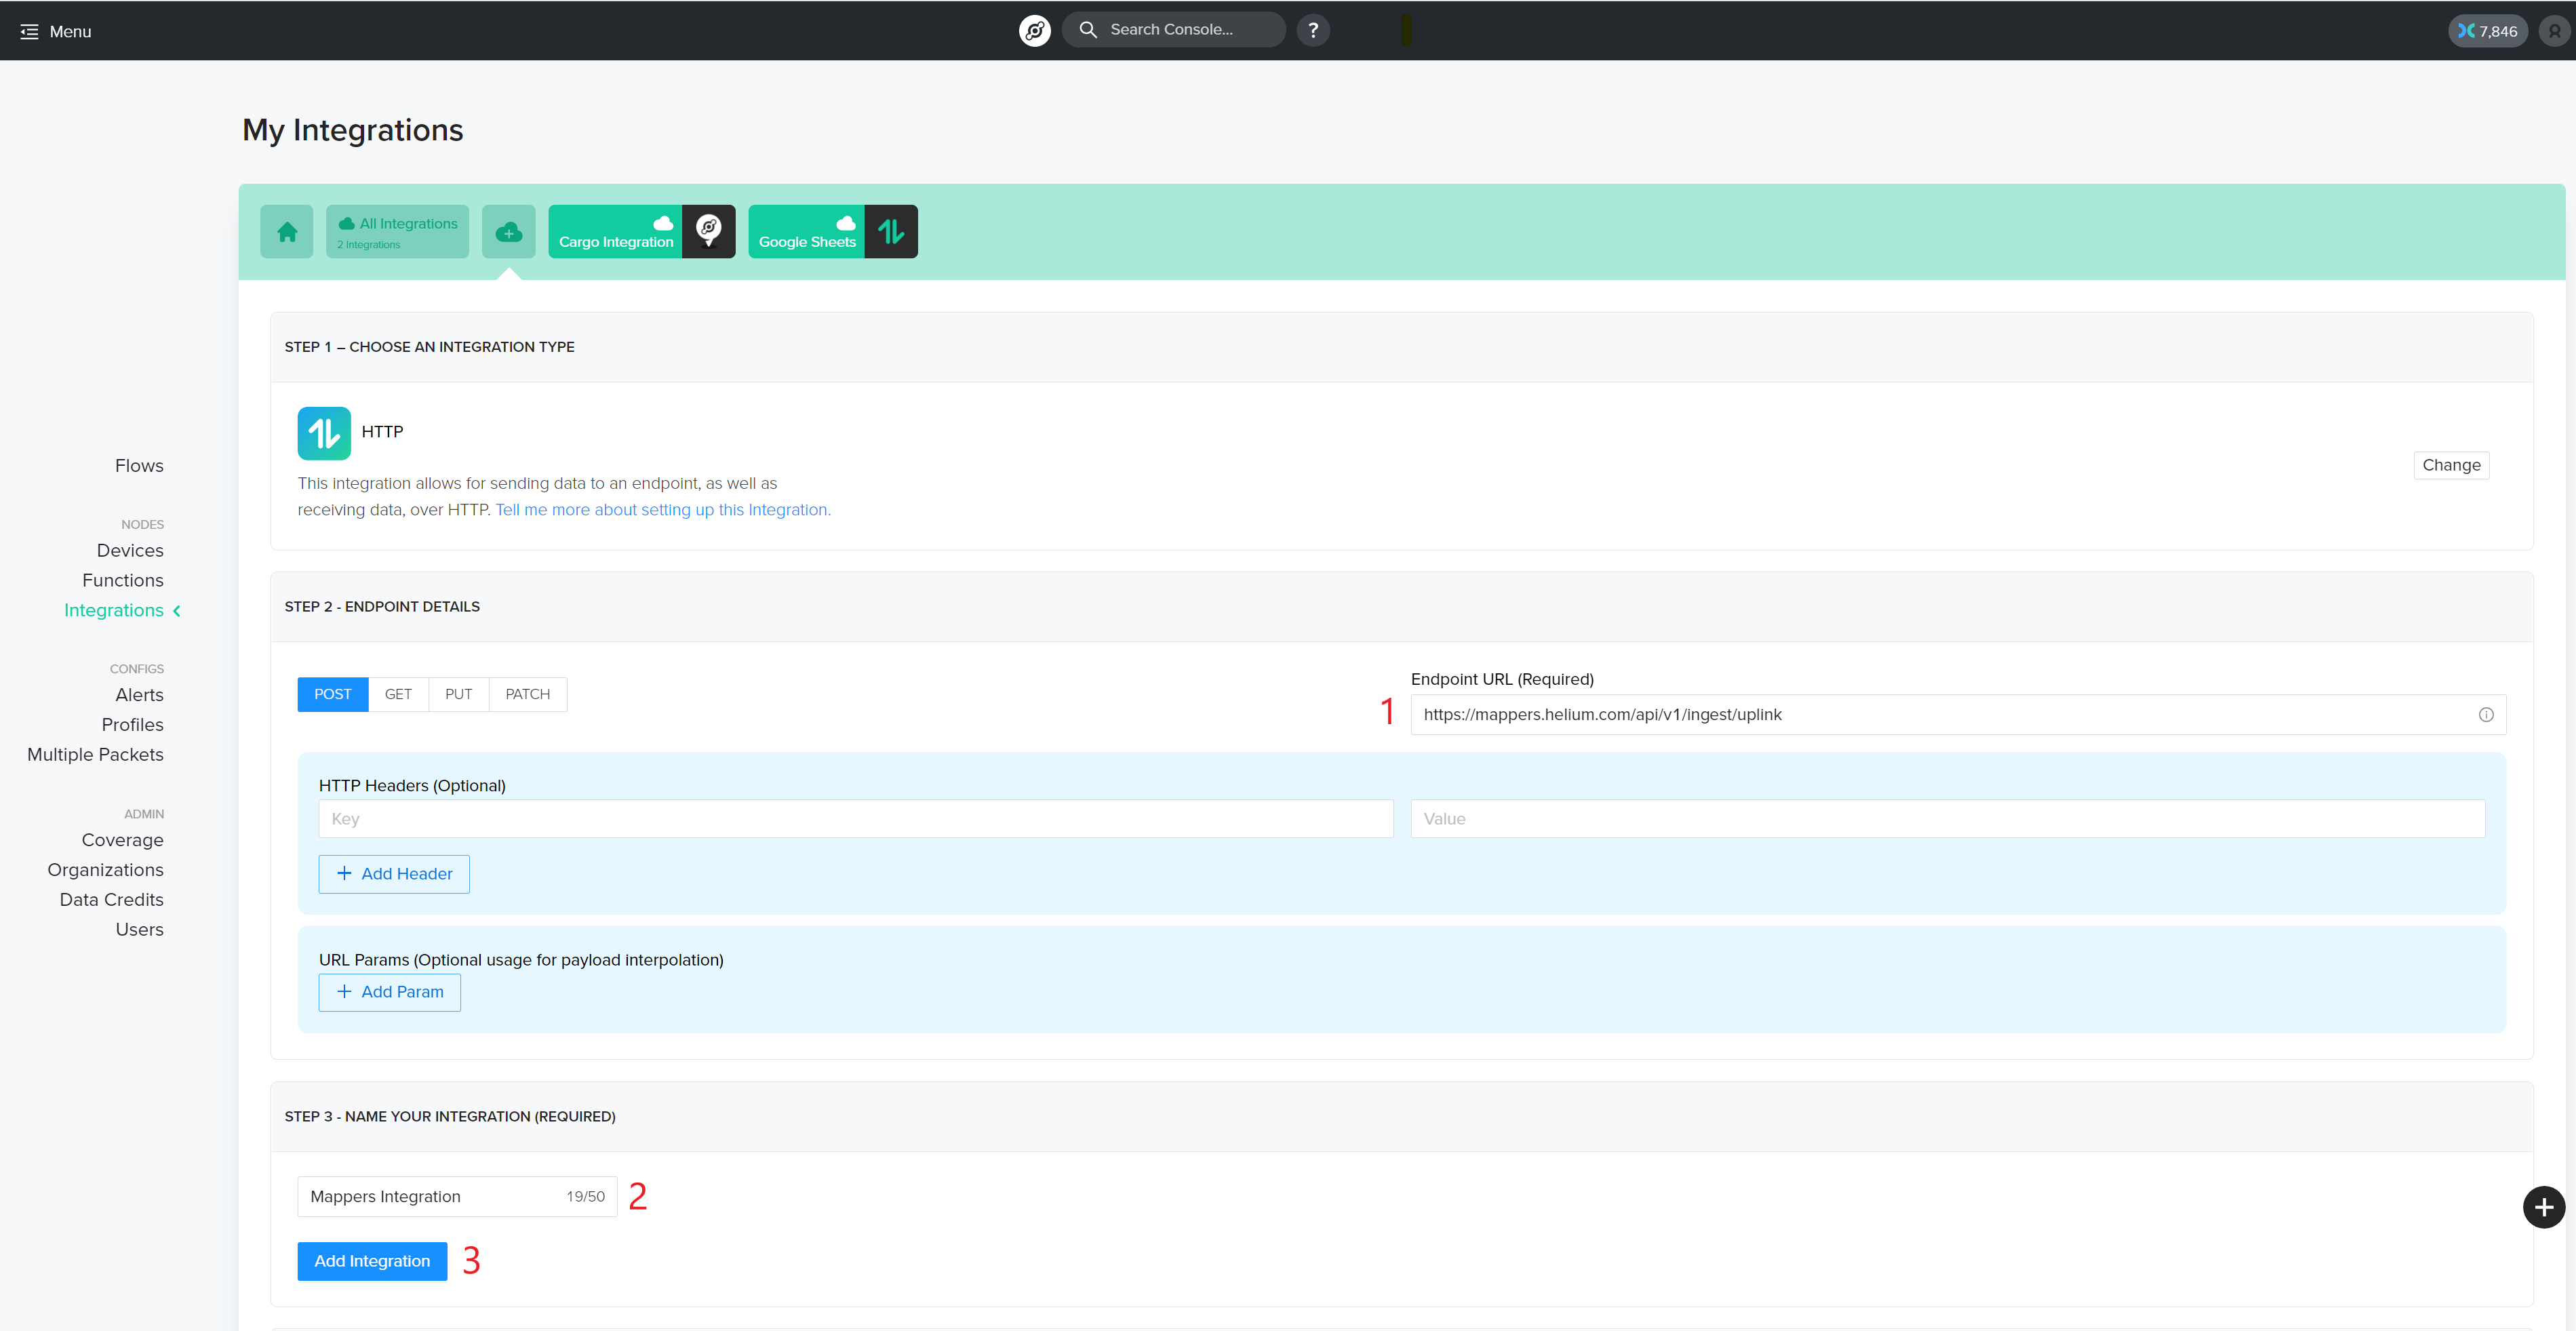 Menu
Search Console...
?
7,846
My Integrations
All Integrations
2 Integrations
Cargo Integration
Google Sheets
STEP 1 – CHOOSE AN INTEGRATION TYPE
HTTP
This integration allows for sending data to an endpoint, as well as
receiving data, over HTTP. Tell me more about setting up this Integration.
Change
Flows
NODES
Devices
Functions
Integrations
CONFIGS
Alerts
Profiles
Multiple Packets
ADMIN
Coverage
Organizations
Data Credits
Users
STEP 2 - ENDPOINT DETAILS
POST GET PUT PATCH
Endpoint URL (Required)
1
https://mappers.helium.com/api/v1/ingest/uplink
HTTP Headers (Optional)
Key
Value
+ Add Header
URL Params (Optional usage for payload interpolation)
+ Add Param
STEP 3 - NAME YOUR INTEGRATION (REQUIRED)
Mappers Integration 19/50
2
Add Integration
3